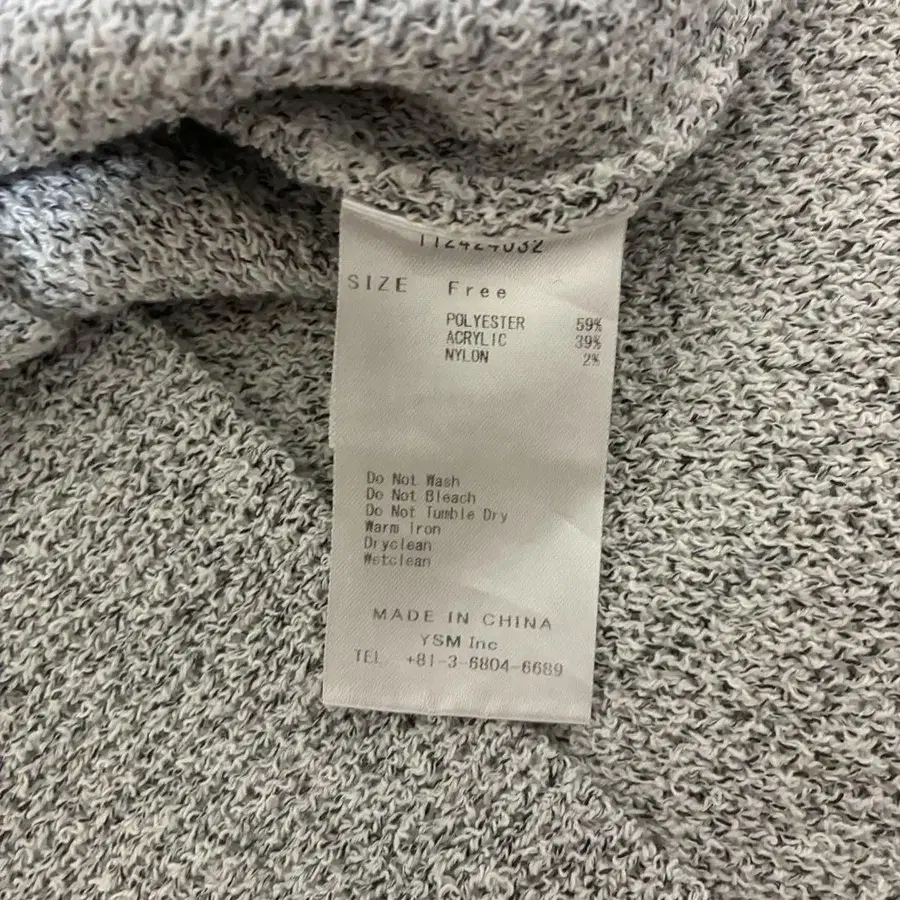 112424032
SIZE Free
POLYESTER 59%
ACRYLIC 39%
NYLON 2%
Do Not Wash
Do Not Bleach
Do Not Tumble Dry
Warm Iron
Dryclean
Wetclean
MADE IN CHINA
YSM Inc
TEL +81-3-6804-6689